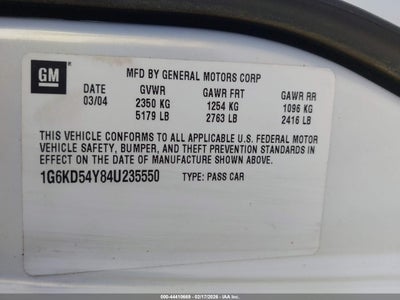 GM
MFD BY GENERAL MOTORS CORP
DATE GVWR GAWR FRT GAWR RR
03/04 2350 KG 1254 KG 1096 KG
5179 LB 2763 LB 2416 LB
THIS VEHICLE CONFORMS TO ALL APPLICABLE U.S. FEDERAL MOTOR
VEHICLE SAFETY, BUMPER, AND THEFT PREVENTION STANDARDS IN
EFFECT ON THE DATE OF MANUFACTURE SHOWN ABOVE.
1G6KD54Y84U235550 TYPE: PASS CAR
500-44410669 - 02/17/2026 - IAA Inc.